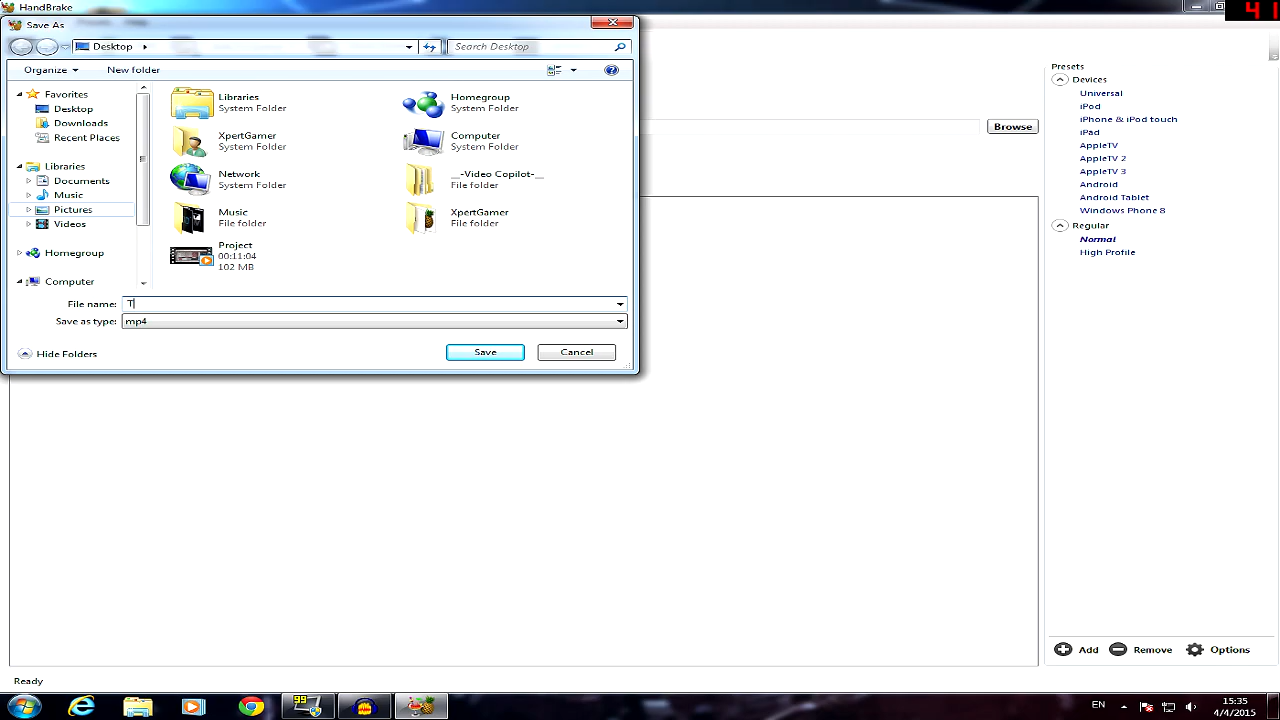 HandBrake
41
Save As
Desktop
Search Desktop
Organize
New folder
Favorites
Desktop
Downloads
Recent Places
Libraries
Documents
Music
Pictures
Videos
Homegroup
Computer
Libraries
System Folder
Homegroup
System Folder
XpertGamer
System Folder
Computer
System Folder
Network
System Folder
__-Video Copilot-__
File folder
Music
File folder
XpertGamer
File folder
Project
00:11:04
102 MB
File name: T
Save as type: mp4
Hide Folders
Save
Cancel
Browse
Presets
Devices
Universal
iPod
iPhone & iPod touch
iPad
AppleTV
AppleTV 2
AppleTV 3
Android
Android Tablet
Windows Phone 8
Regular
Normal
High Profile
Add
Remove
Options
Ready
99
EN
15:35
4/4/2015